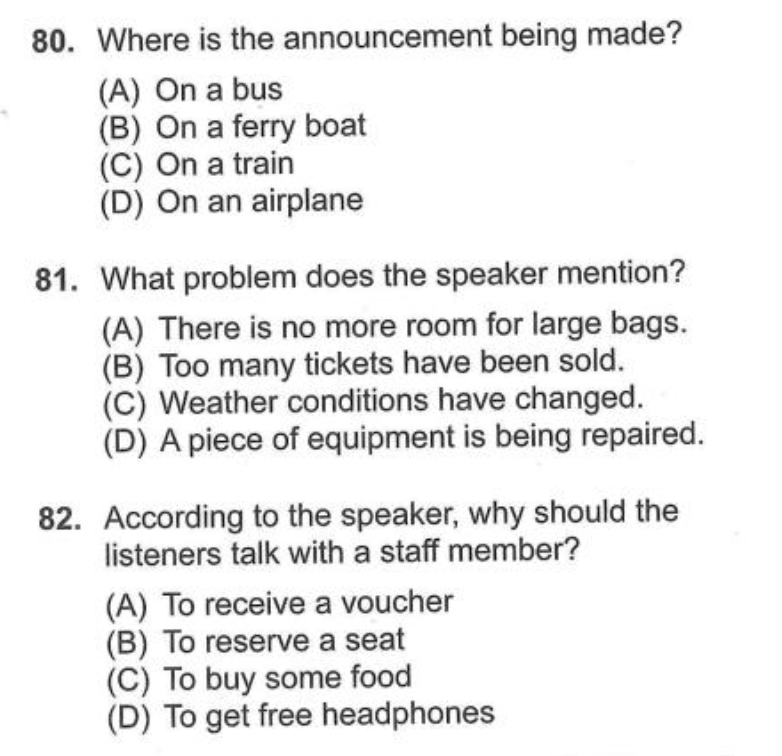 80. Where is the announcement being made?
(A) On a bus
(B) On a ferry boat
(C) On a train
(D) On an airplane
81. What problem does the speaker mention?
(A) There is no more room for large bags.
(B) Too many tickets have been sold.
(C) Weather conditions have changed.
(D) A piece of equipment is being repaired.
82. According to the speaker, why should the
listeners talk with a staff member?
(A) To receive a voucher
(B) To reserve a seat
(C) To buy some food
(D) To get free headphones